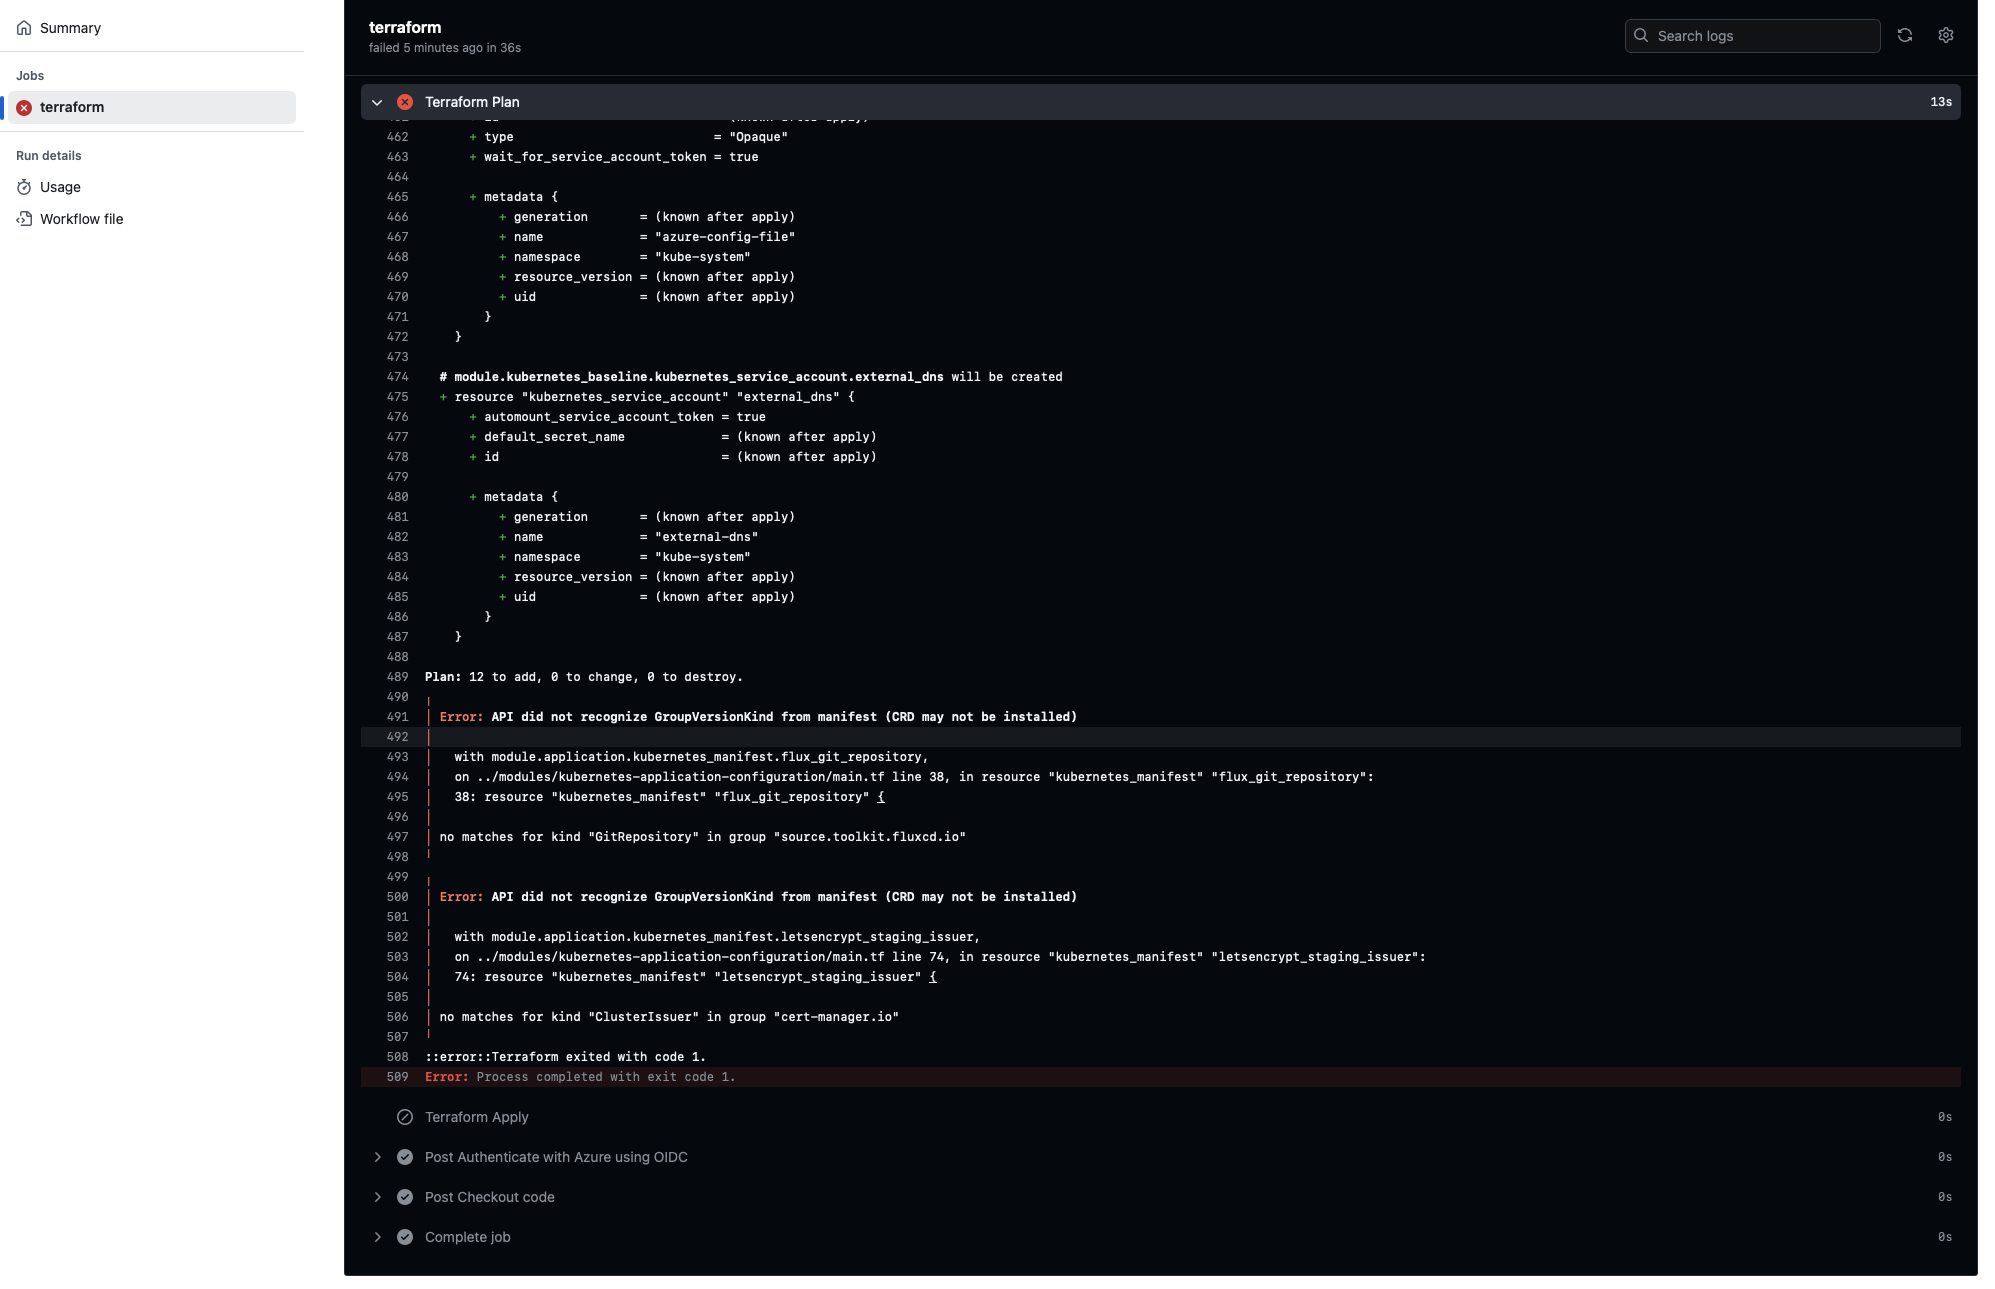 Summary
Jobs
terraform
Run details
Usage
Workflow file
terraform
failed 5 minutes ago in 36s
Search logs
Terraform Plan 13s
462 + type = "Opaque"
463 + wait_for_service_account_token = true
464
465 + metadata {
466 + generation = (known after apply)
467 + name = "azure-config-file"
468 + namespace = "kube-system"
469 + resource_version = (known after apply)
470 + uid = (known after apply)
471 }
472 }
473
474 # module.kubernetes_baseline.kubernetes_service_account.external_dns will be created
475 + resource "kubernetes_service_account" "external_dns" {
476 + automount_service_account_token = true
477 + default_secret_name = (known after apply)
478 + id = (known after apply)
479
480 + metadata {
481 + generation = (known after apply)
482 + name = "external-dns"
483 + namespace = "kube-system"
484 + resource_version = (known after apply)
485 + uid = (known after apply)
486 }
487 }
488
489 Plan: 12 to add, 0 to change, 0 to destroy.
490 ╷
491 │ Error: API did not recognize GroupVersionKind from manifest (CRD may not be installed)
492 │
493 │ with module.application.kubernetes_manifest.flux_git_repository,
494 │ on ../modules/kubernetes-application-configuration/main.tf line 38, in resource "kubernetes_manifest" "flux_git_repository":
495 │ 38: resource "kubernetes_manifest" "flux_git_repository" {
496 │
497 │ no matches for kind "GitRepository" in group "source.toolkit.fluxcd.io"
498 ╵
499 ╷
500 │ Error: API did not recognize GroupVersionKind from manifest (CRD may not be installed)
501 │
502 │ with module.application.kubernetes_manifest.letsencrypt_staging_issuer,
503 │ on ../modules/kubernetes-application-configuration/main.tf line 74, in resource "kubernetes_manifest" "letsencrypt_staging_issuer":
504 │ 74: resource "kubernetes_manifest" "letsencrypt_staging_issuer" {
505 │
506 │ no matches for kind "ClusterIssuer" in group "cert-manager.io"
507 ╵
508 ::error::Terraform exited with code 1.
509 Error: Process completed with exit code 1.
Terraform Apply 0s
Post Authenticate with Azure using OIDC 0s
Post Checkout code 0s
Complete job 0s